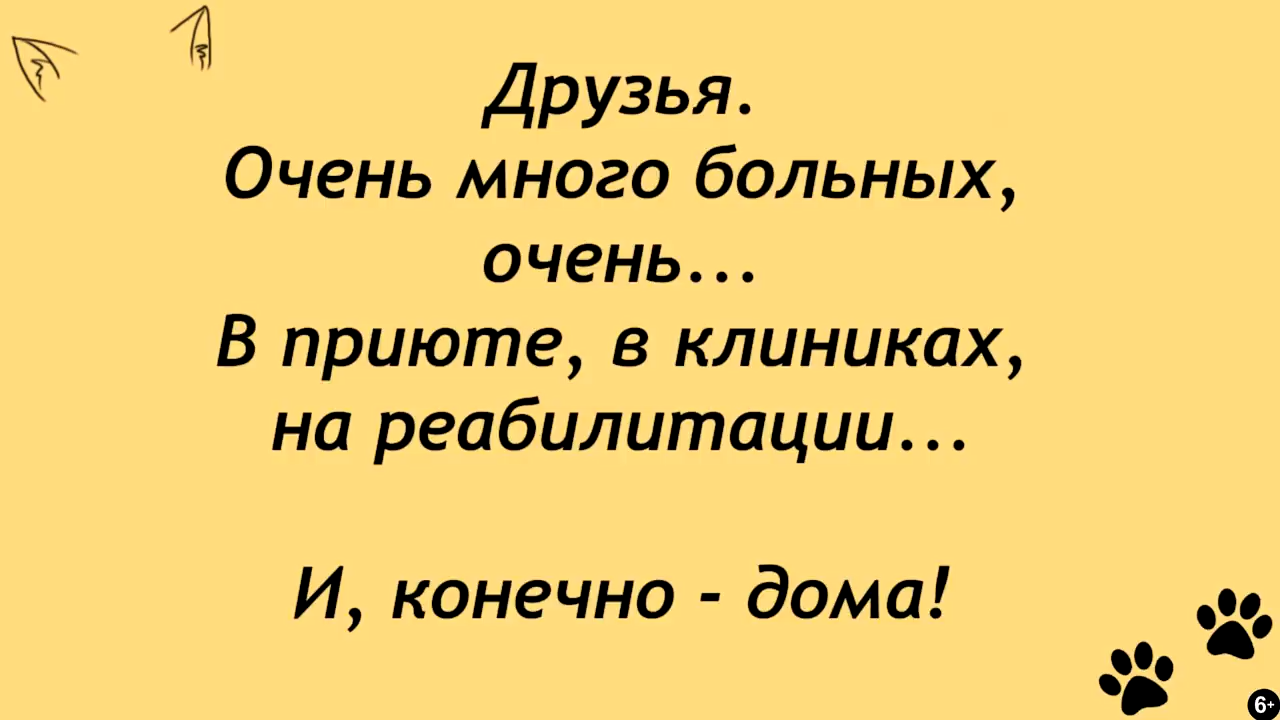 Друзья.
Очень много больных,
очень...
В приюте, в клиниках,
на реабилитации...
И, конечно - дома!
6+